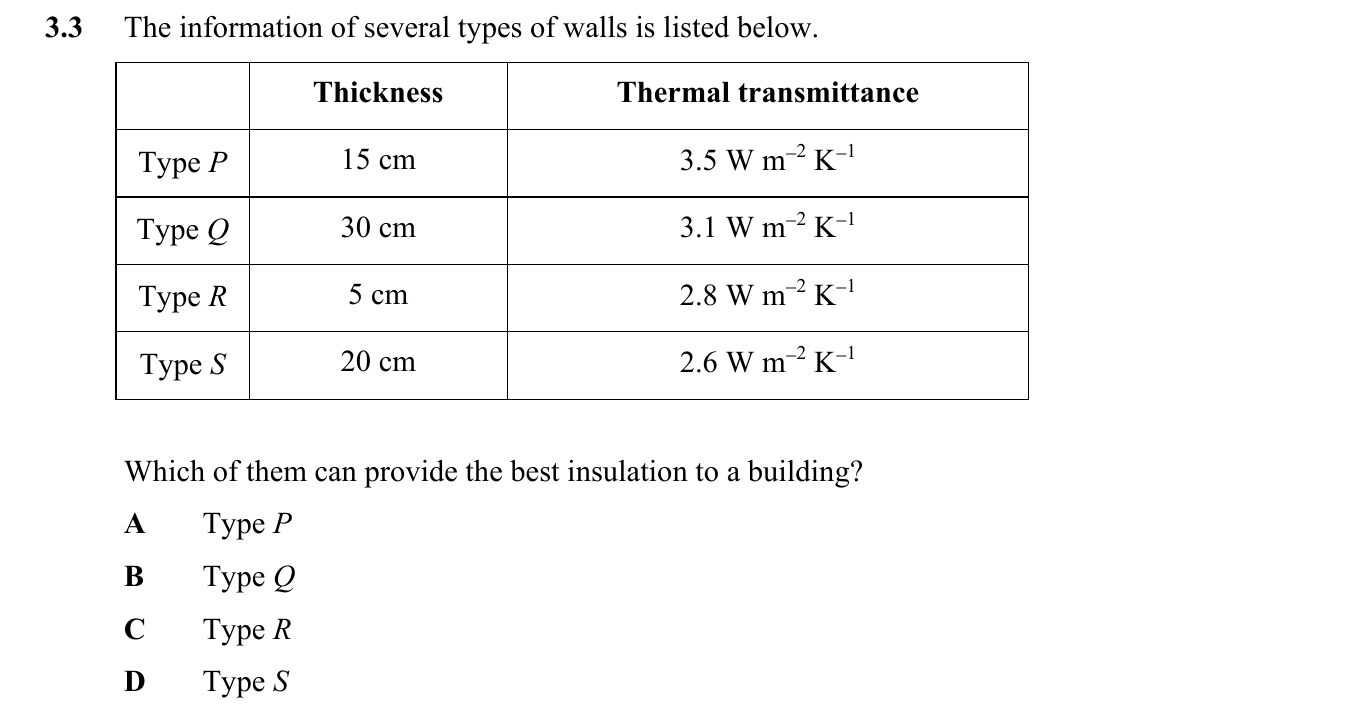 3.3 The information of several types of walls is listed below.
Thickness Thermal transmittance
Type P 15 cm 3.5 W m⁻² K⁻¹
Type Q 30 cm 3.1 W m⁻² K⁻¹
Type R 5 cm 2.8 W m⁻² K⁻¹
Type S 20 cm 2.6 W m⁻² K⁻¹
Which of them can provide the best insulation to a building?
A Type P
B Type Q
C Type R
D Type S